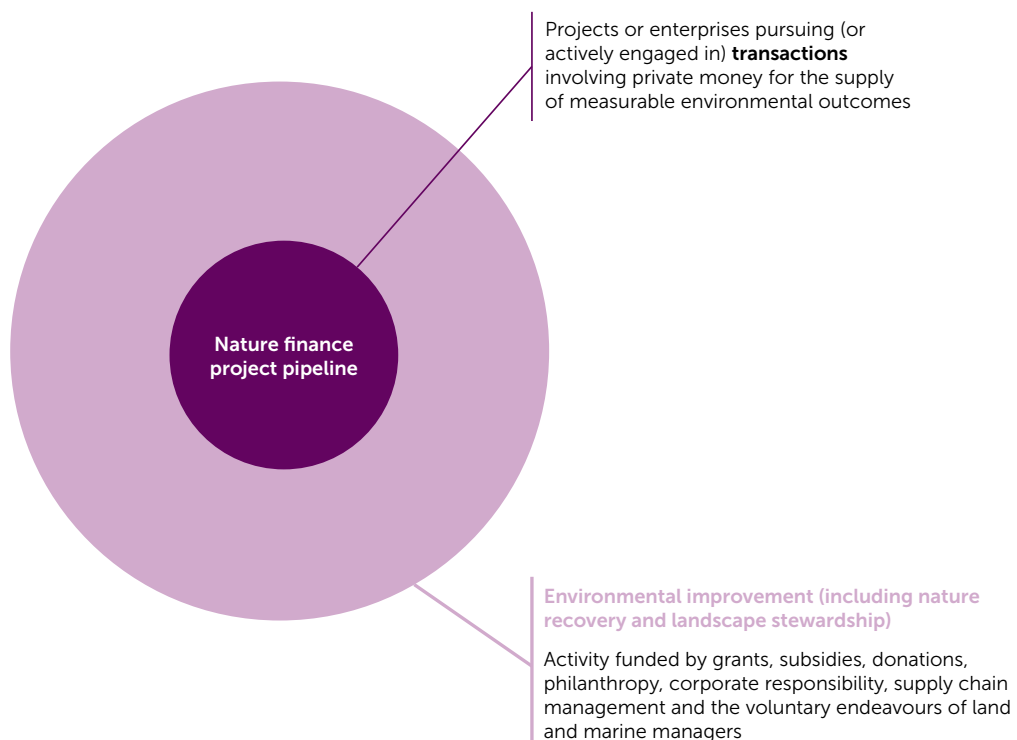 Projects or enterprises pursuing (or
actively engaged in) transactions
involving private money for the supply
of measurable environmental outcomes
Nature finance
project pipeline
Environmental improvement (including nature
recovery and landscape stewardship)
Activity funded by grants, subsidies, donations,
philanthropy, corporate responsibility, supply chain
management and the voluntary endeavours of land
and marine managers